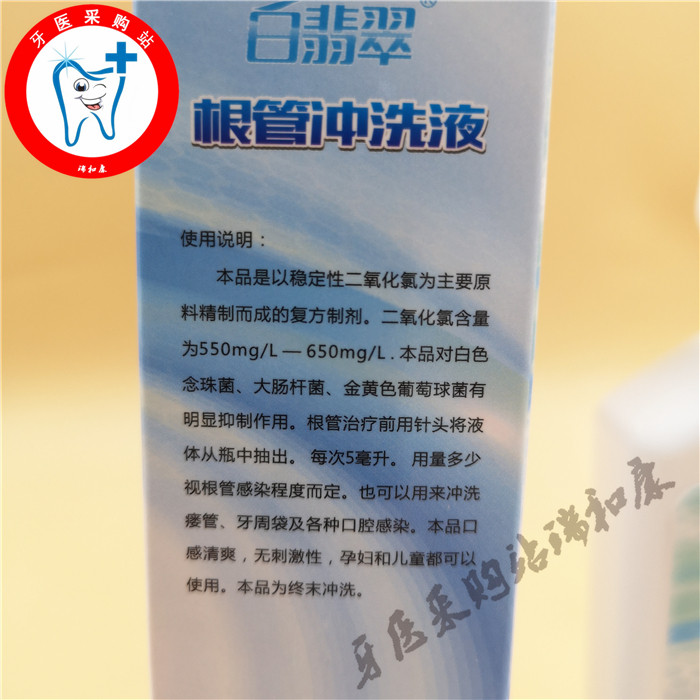 牙医采购站
瑞和康
白翡翠®
根管冲洗液
使用说明：
本品是以稳定性二氧化氯为主要原
料精制而成的复方制剂。二氧化氯含量
为550mg/L — 650mg/L . 本品对白色
念珠菌、大肠杆菌、金黄色葡萄球菌有
明显抑制作用。根管治疗前用针头将液
体从瓶中抽出。 每次5毫升。 用量多少
视根管感染程度而定。也可以用来冲洗
瘘管、牙周袋及各种口腔感染。本品口
感清爽，无刺激性，孕妇和儿童都可以
使用。本品为终末冲洗。
牙医采购站瑞和康